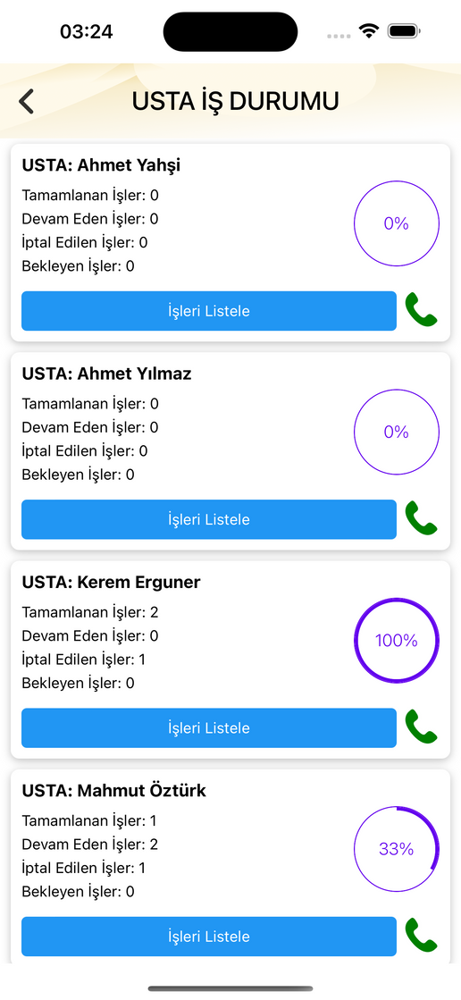 03:24
USTA İŞ DURUMU
USTA: Ahmet Yahşi
Tamamlanan İşler: 0
Devam Eden İşler: 0
İptal Edilen İşler: 0
Bekleyen İşler: 0
0%
İşleri Listele
USTA: Ahmet Yılmaz
Tamamlanan İşler: 0
Devam Eden İşler: 0
İptal Edilen İşler: 0
Bekleyen İşler: 0
0%
İşleri Listele
USTA: Kerem Erguner
Tamamlanan İşler: 2
Devam Eden İşler: 0
İptal Edilen İşler: 1
Bekleyen İşler: 0
100%
İşleri Listele
USTA: Mahmut Öztürk
Tamamlanan İşler: 1
Devam Eden İşler: 2
İptal Edilen İşler: 1
Bekleyen İşler: 0
33%
İşleri Listele